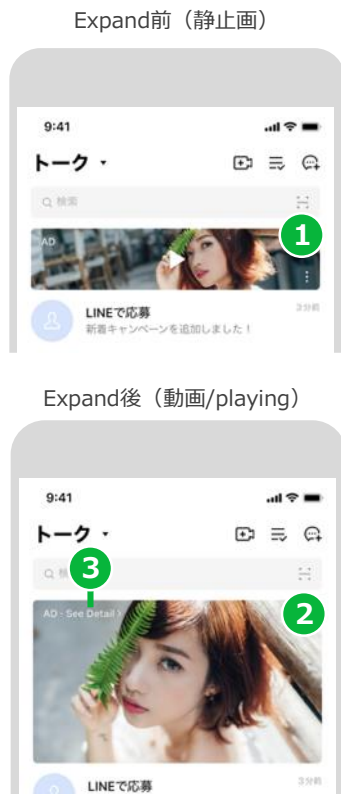 Expand前（静止画）
9:41
トーク
検索
AD
1
LINEで応募
3分前
新着キャンペーンを追加しました！
Expand後（動画/playing）
9:41
トーク
3
検
AD · See Detail >
2
LINEで応募
3分前